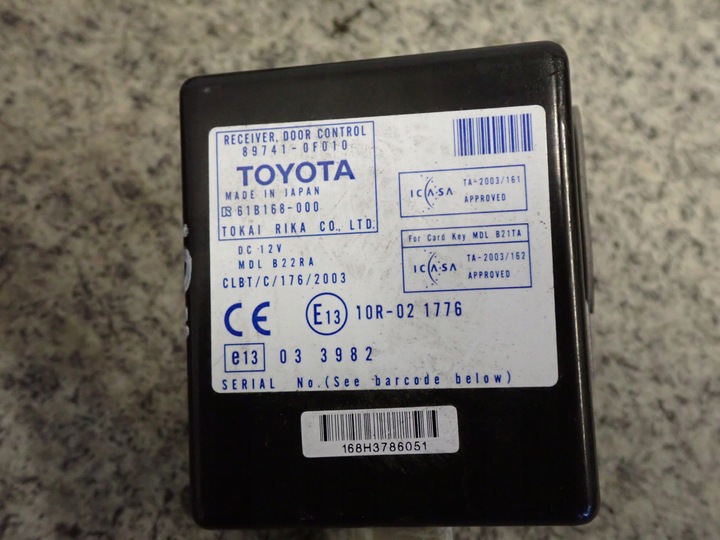 RECEIVER, DOOR CONTROL
89741-0F010
TOYOTA
MADE IN JAPAN
61B168-000
TOKAI RIKA CO., LTD.
DC 12V
MDL B22RA
CLBT/C/176/2003
ICASA TA-2003/161
APPROVED
For Card Key MDL B21TA
ICASA TA-2003/162
APPROVED
CE E13 10R-02 1776
e13 03 3982
SERIAL No.(See barcode below)
168H3786051